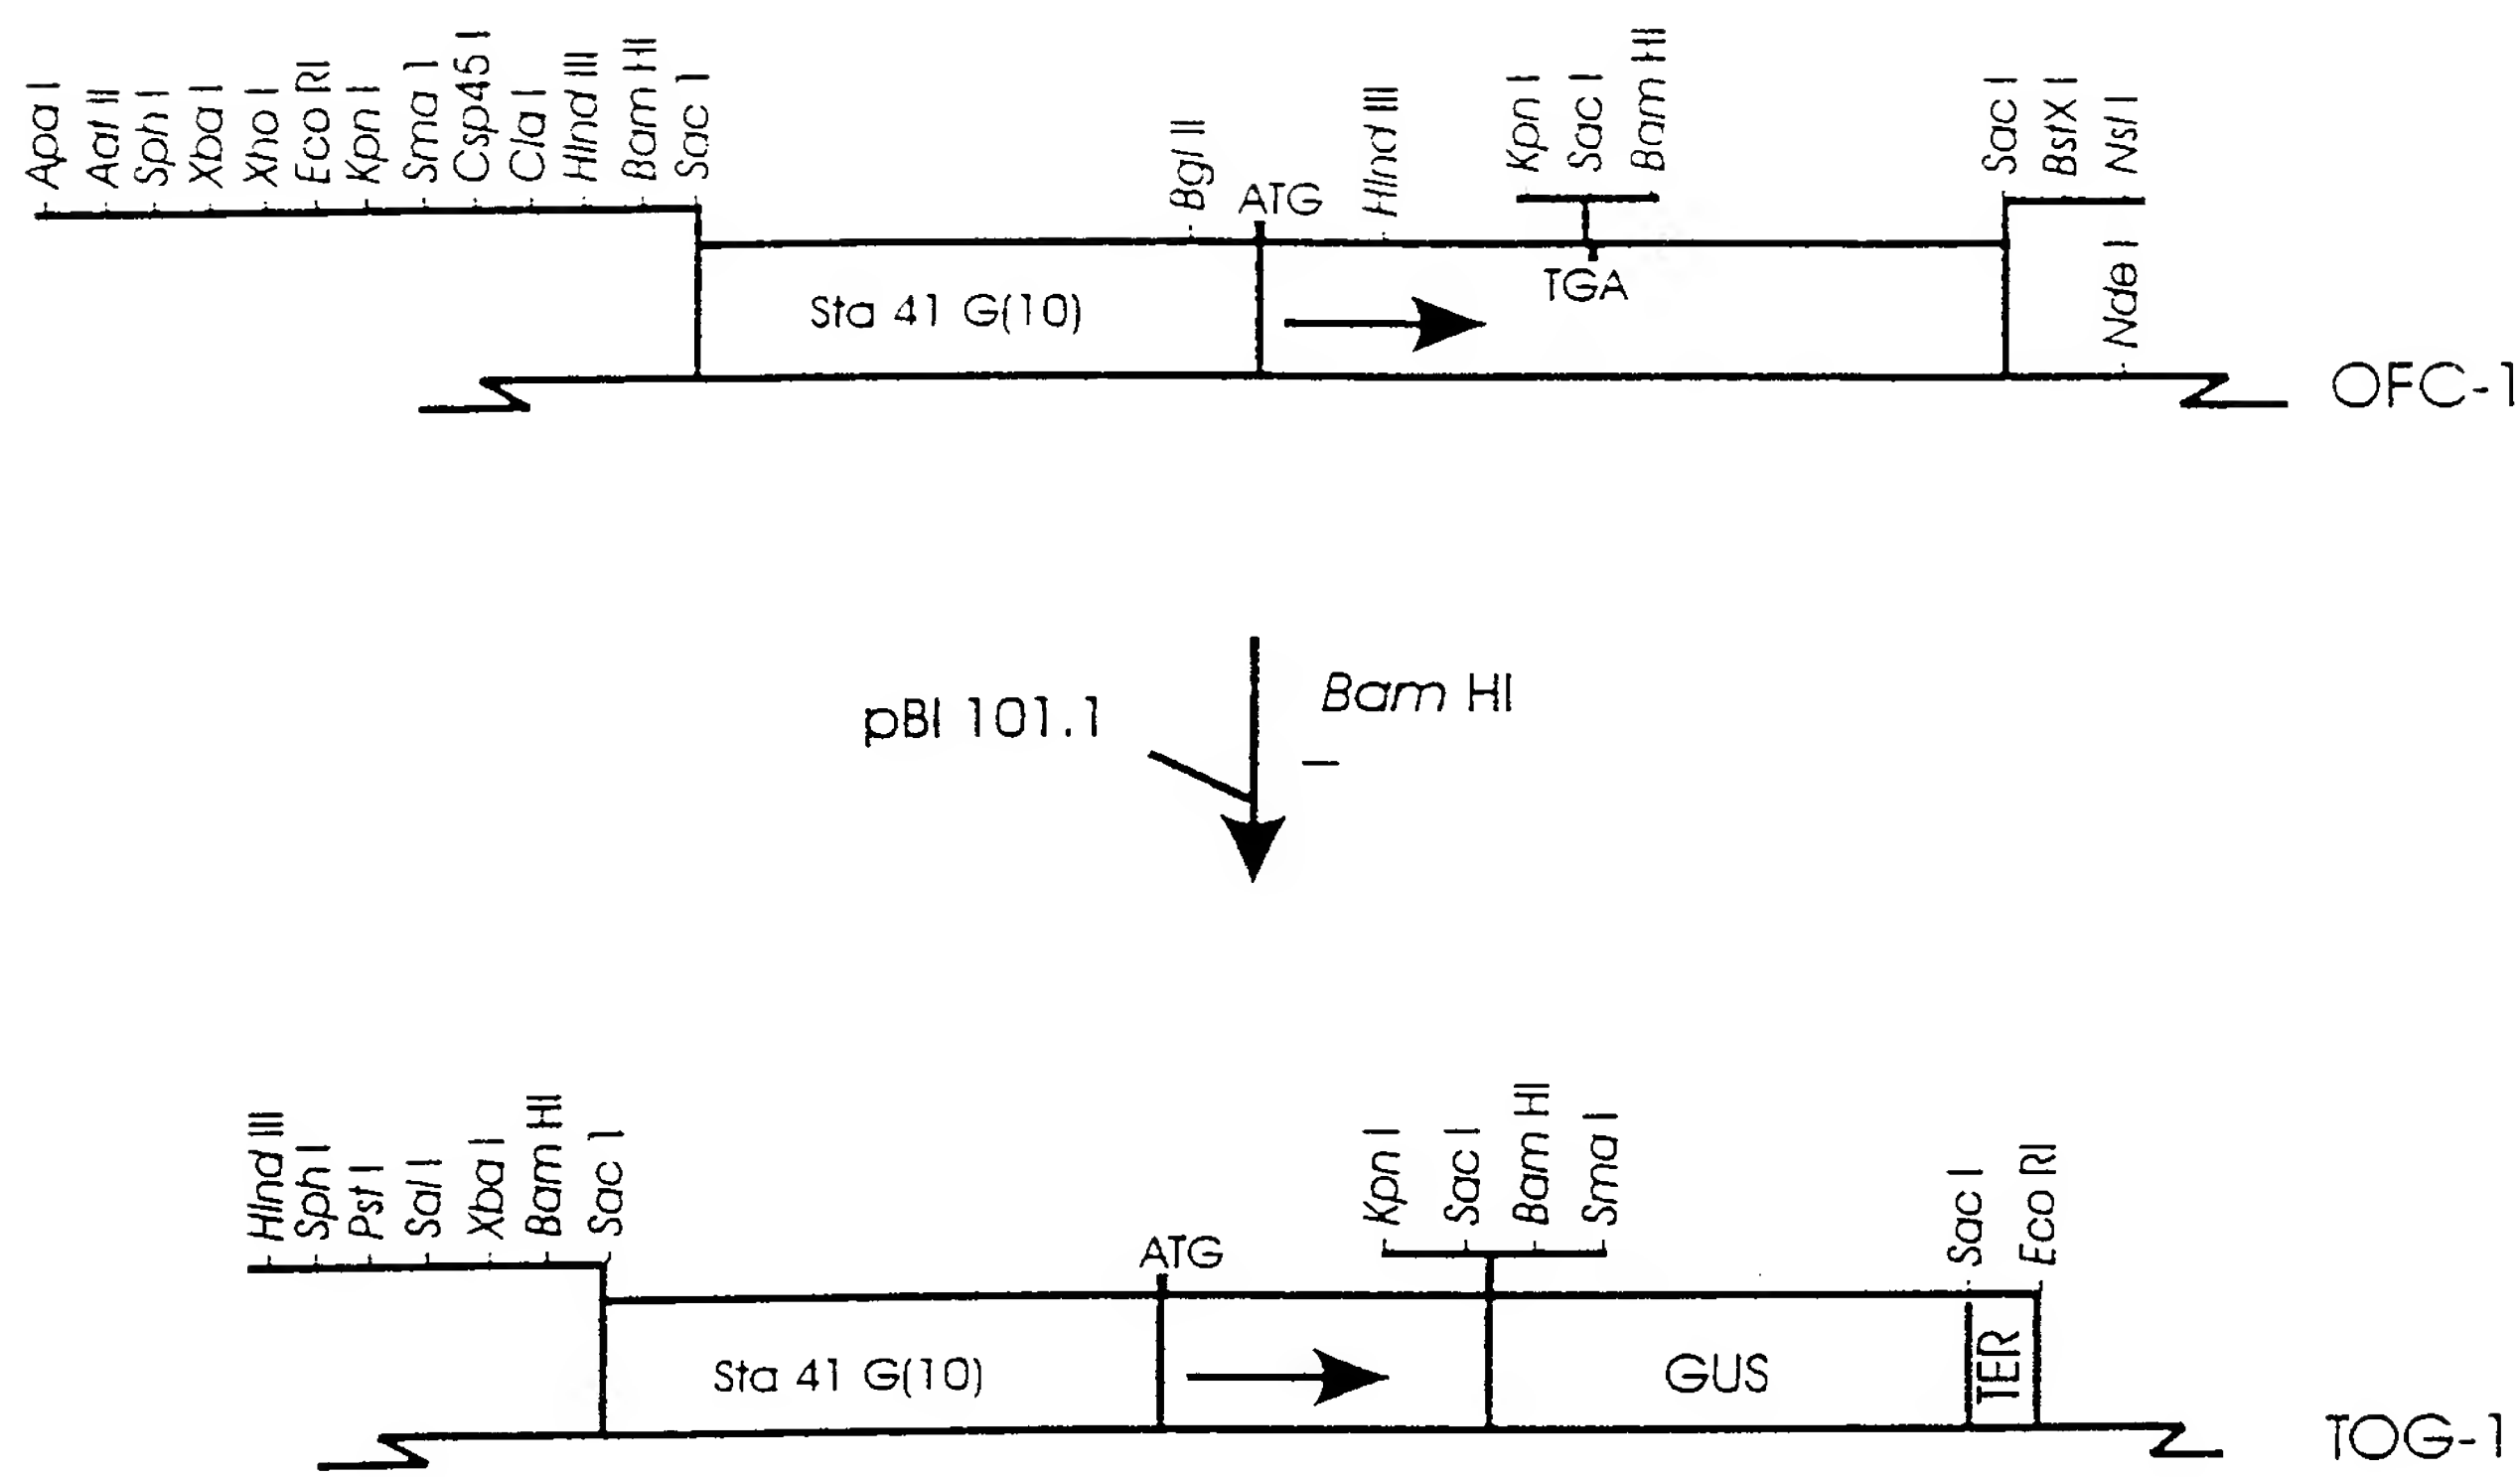 Apa I
Aat II
Sph I
Xba I
Xho I
Eco RI
Kpn I
Sma I
Csp45 I
Cla I
Hind III
Bam HI
Sac I
Bgl II
ATG
Hind III
Kpn I
Sac I
Bam HI
Sac I
BstX I
Nsi I
TGA
Sta 41 G(10)
Nde I
OFC-1
pBI 101.1
Bam HI
Hind III
Sph I
Pst I
Sal I
Xba I
Bam HI
Sac I
ATG
Kpn I
Sac I
Bam HI
Sma I
Sac I
Eco RI
Sta 41 G(10)
GUS
TER
TOG-1